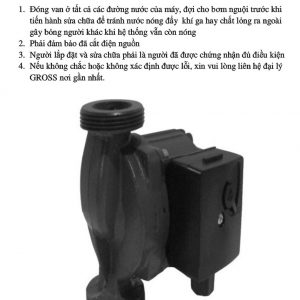 1. Đóng van ở tất cả các đường nước của máy, đợi cho bơm nguội trước khi
tiến hành sửa chữa để tránh nước nóng đẩy khí ga hay chất lỏng ra ngoài
gây bỏng người khác khi hệ thống vẫn còn nóng
2. Phải đảm bảo đã cắt điện nguồn
3. Người lắp đặt và sửa chữa phải là người đã được chứng nhận đủ điều kiện
4. Nếu không chắc hoặc không xác định được lỗi, xin vui lòng liên hệ đại lý
GROSS nơi gần nhất.